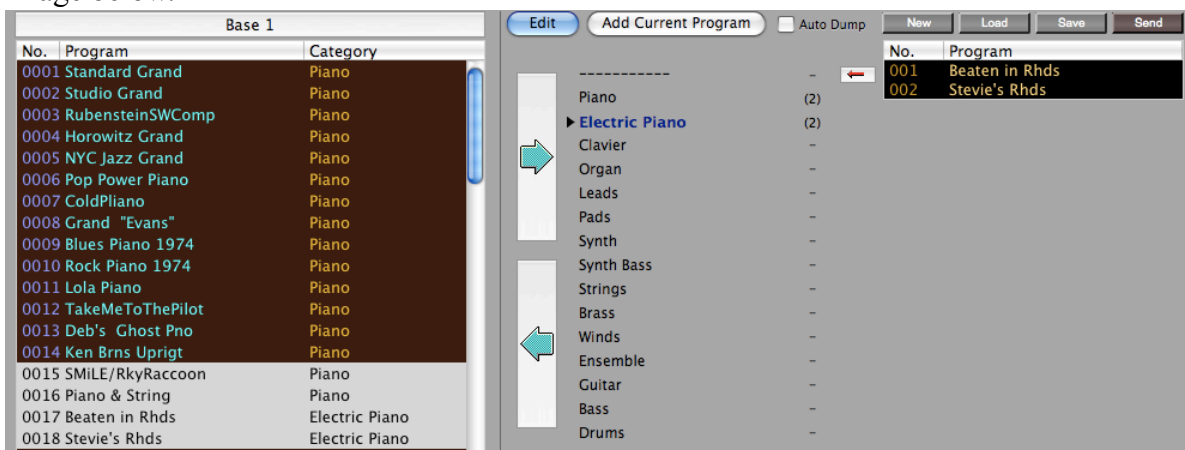 Base 1
Edit Add Current Program Auto Dump New Load Save Send
No. Program Category
0001 Standard Grand Piano
0002 Studio Grand Piano
0003 RubensteinSWComp Piano
0004 Horowitz Grand Piano
0005 NYC Jazz Grand Piano
0006 Pop Power Piano Piano
0007 ColdPliano Piano
0008 Grand "Evans" Piano
0009 Blues Piano 1974 Piano
0010 Rock Piano 1974 Piano
0011 Lola Piano Piano
0012 TakeMeToThePilot Piano
0013 Deb's Ghost Pno Piano
0014 Ken Brns Uprigt Piano
0015 SMiLE/RkyRaccoon Piano
0016 Piano & String Piano
0017 Beaten in Rhds Electric Piano
0018 Stevie's Rhds Electric Piano
----------- -
Piano (2)
Electric Piano (2)
Clavier -
Organ -
Leads -
Pads -
Synth -
Synth Bass -
Strings -
Brass -
Winds -
Ensemble -
Guitar -
Bass -
Drums -
No. Program
001 Beaten in Rhds
002 Stevie's Rhds